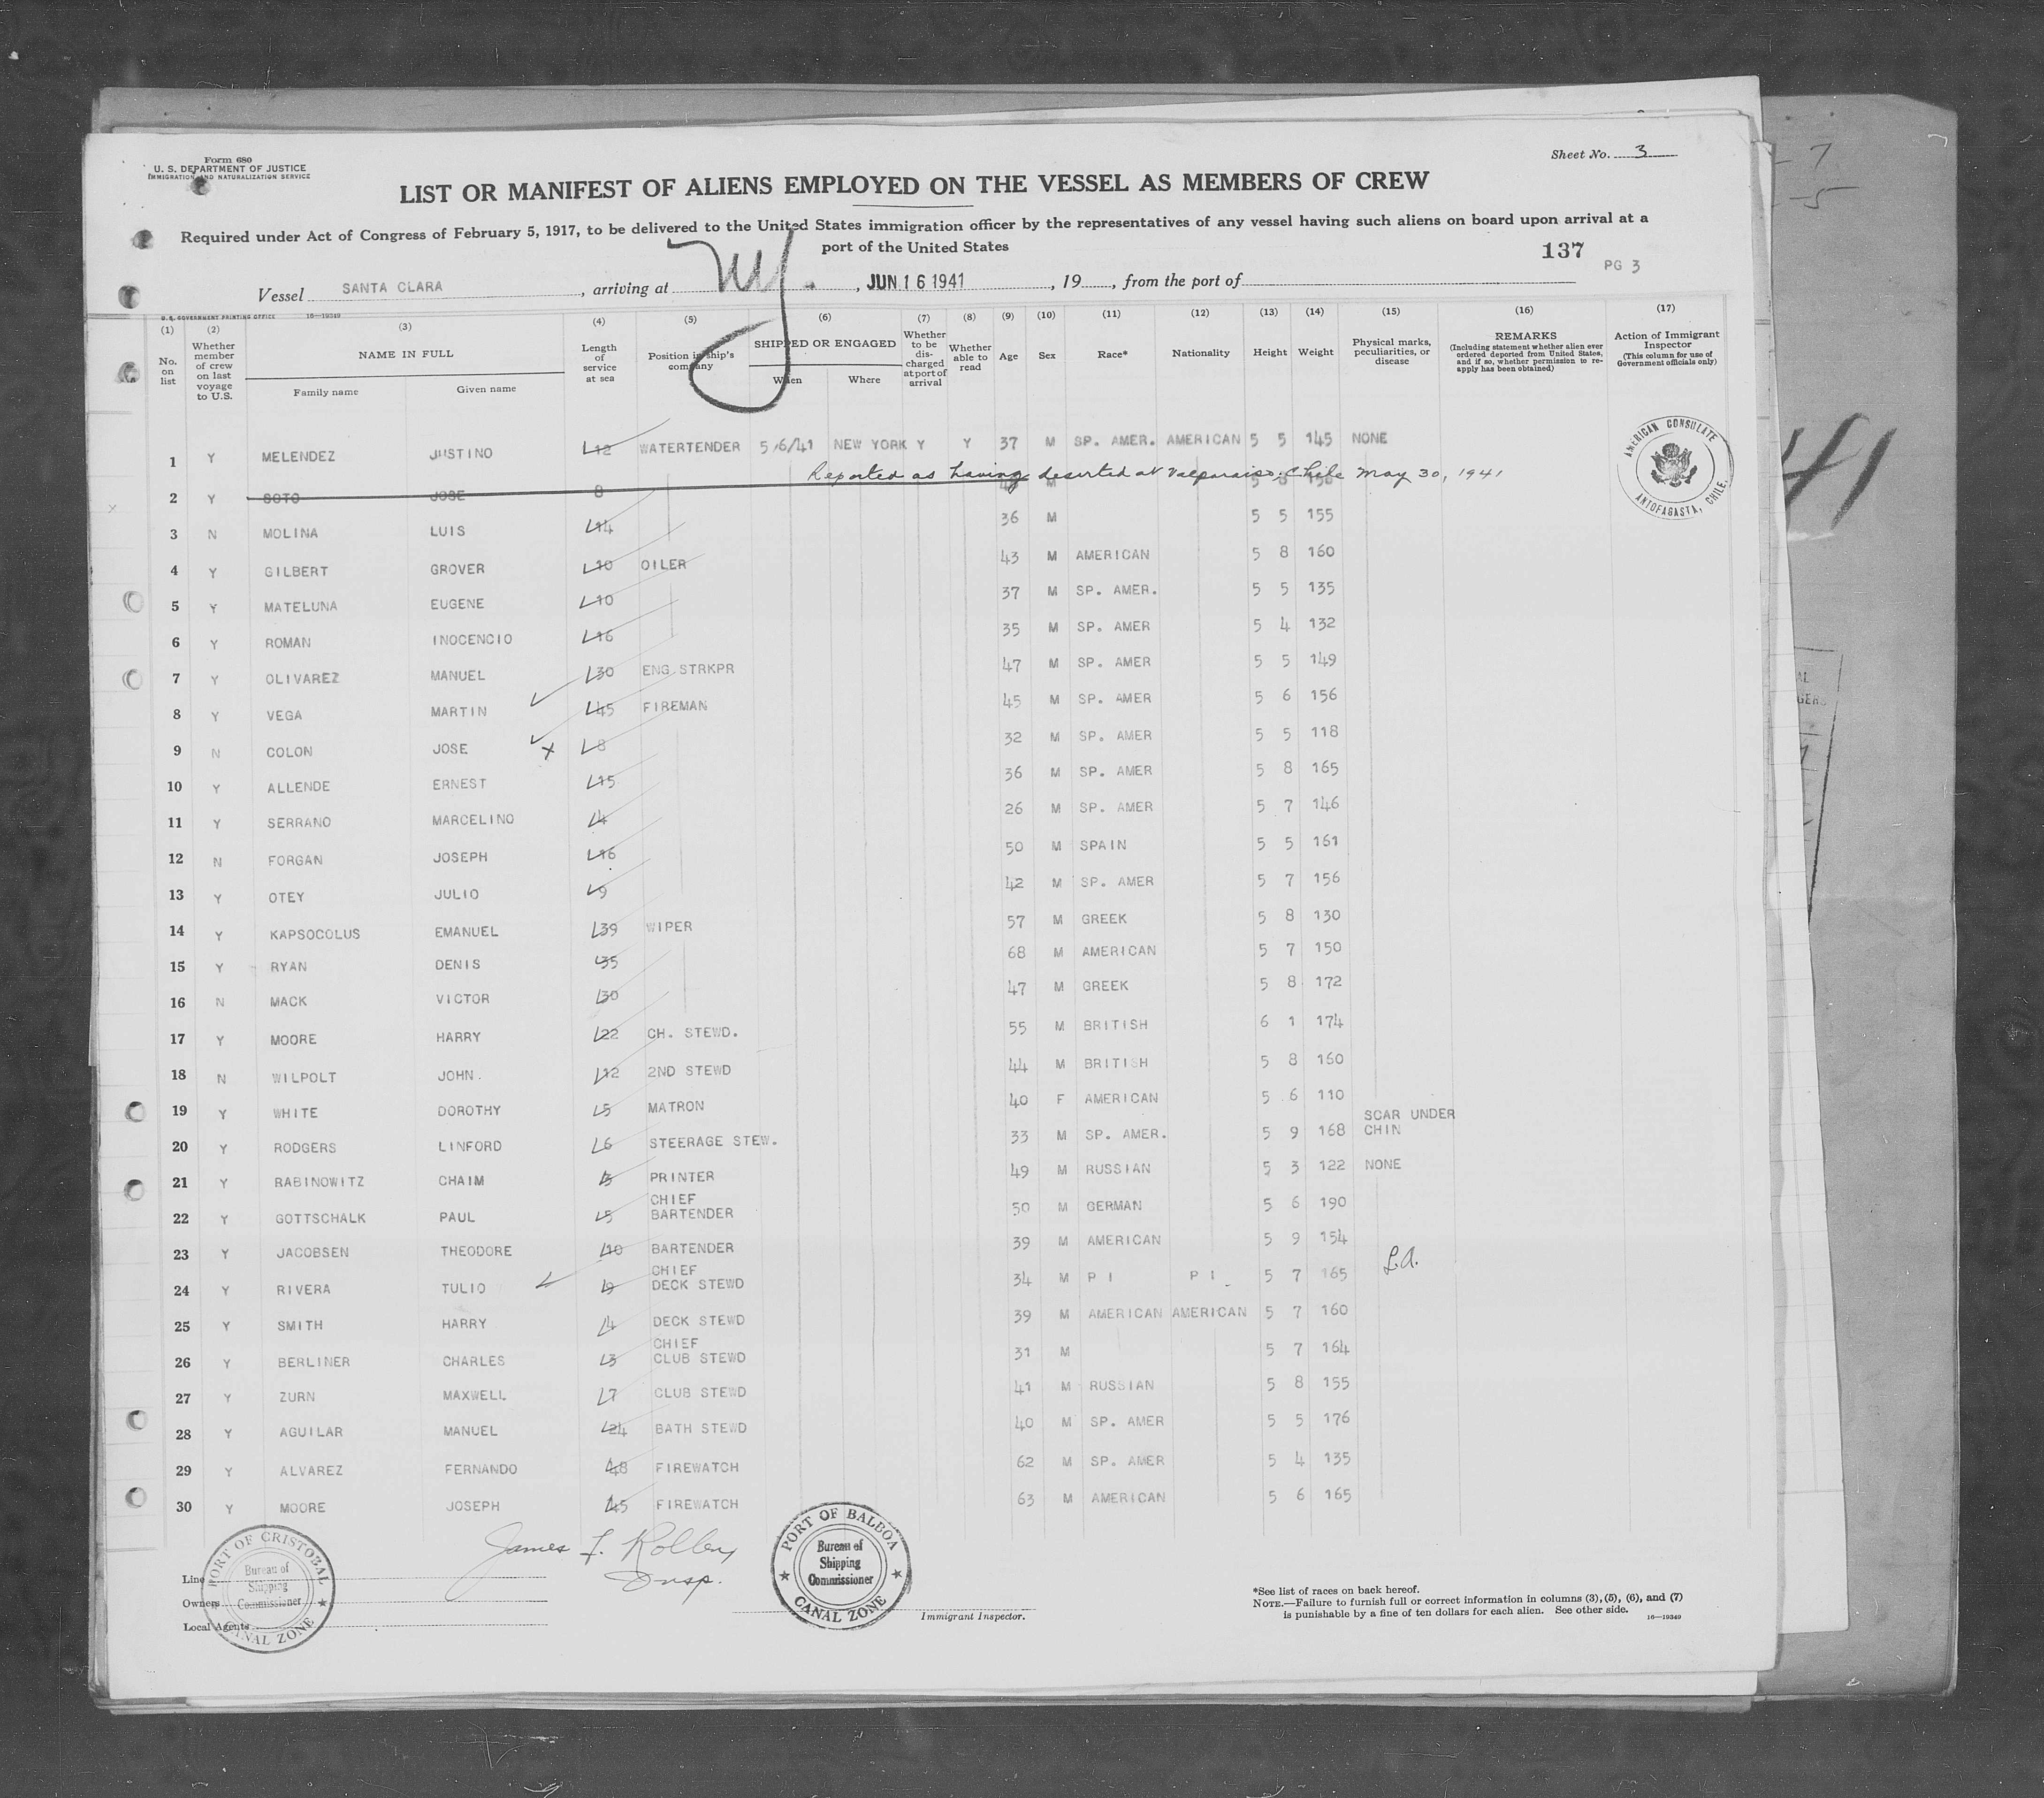 Form 680
U. S. DEPARTMENT OF JUSTICE
IMMIGRATION AND NATURALIZATION SERVICE
Sheet No. 3
LIST OR MANIFEST OF ALIENS EMPLOYED ON THE VESSEL AS MEMBERS OF CREW
Required under Act of Congress of February 5, 1917, to be delivered to the United States immigration officer by the representatives of any vessel having such aliens on board upon arrival at a
port of the United States
137
PG 3
Vessel SANTA CLARA, arriving at NY., JUN 16 1941, 19, from the port of
U. S. GOVERNMENT PRINTING OFFICE 16—19349
(1) No. on list
(2) Whether member of crew on last voyage to U.S.
(3) NAME IN FULL Family name Given name
(4) Length of service at sea
(5) Position in ship's company
(6) SHIPPED OR ENGAGED When Where
(7) Whether to be discharged at port of arrival
(8) Whether able to read
(9) Age
(10) Sex
(11) Race*
(12) Nationality
(13) Height
(14) Weight
(15) Physical marks, peculiarities, or disease
(16) REMARKS (Including statement whether alien ever ordered deported from United States, and if so, whether permission to reapply has been obtained)
(17) Action of Immigrant Inspector (This column for use of Government officials only)
1 Y MELENDEZ JUSTINO 12 WATERTENDER 5/6/41 NEW YORK Y Y 37 M SP. AMER. AMERICAN 5 5 145 NONE
Reported as having deserted at Valparaiso, Chile May 30, 1941
2 Y SOTO JOSE 8 M
3 N MOLINA LUIS 14 36 M 5 5 155
4 Y GILBERT GROVER 10 OILER 43 M AMERICAN 5 8 160
5 Y MATELUNA EUGENE 10 37 M SP. AMER. 5 5 135
6 Y ROMAN INOCENCIO 16 35 M SP. AMER 5 4 132
7 Y OLIVAREZ MANUEL 30 ENG STRKPR 47 M SP. AMER 5 5 149
8 Y VEGA MARTIN 45 FIREMAN 45 M SP. AMER 5 6 156
9 N COLON JOSE X 8 32 M SP. AMER 5 5 118
10 Y ALLENDE ERNEST 15 36 M SP. AMER 5 8 165
11 Y SERRANO MARCELINO 4 26 M SP. AMER 5 7 146
12 N FORGAN JOSEPH 16 50 M SPAIN 5 5 161
13 Y OTEY JULIO 9 42 M SP. AMER 5 7 156
14 Y KAPSOCOLUS EMANUEL 39 WIPER 57 M GREEK 5 8 130
15 Y RYAN DENIS 35 68 M AMERICAN 5 7 150
16 N MACK VICTOR 30 47 M GREEK 5 8 172
17 Y MOORE HARRY 22 CH. STEWD. 55 M BRITISH 6 1 174
18 N WILPOLT JOHN. 12 2ND STEWD 44 M BRITISH 5 8 160
19 Y WHITE DOROTHY 5 MATRON 40 F AMERICAN 5 6 110
20 Y RODGERS LINFORD 6 STEERAGE STEW. 33 M SP. AMER. 5 9 168 SCAR UNDER CHIN
21 Y RABINOWITZ CHAIM PRINTER 49 M RUSSIAN 5 3 122 NONE
22 Y GOTTSCHALK PAUL 5 CHIEF BARTENDER 50 M GERMAN 5 6 190
23 Y JACOBSEN THEODORE 10 BARTENDER 39 M AMERICAN 5 9 154
24 Y RIVERA TULIO 9 CHIEF DECK STEWD 34 M P I P I 5 7 165 L.A.
25 Y SMITH HARRY 4 DECK STEWD 39 M AMERICAN AMERICAN 5 7 160
26 Y BERLINER CHARLES 3 CHIEF CLUB STEWD 31 M 5 7 164
27 Y ZURN MAXWELL 7 CLUB STEWD 41 M RUSSIAN 5 8 155
28 Y AGUILAR MANUEL 24 BATH STEWD 40 M SP. AMER 5 5 176
29 Y ALVAREZ FERNANDO 48 FIREWATCH 62 M SP. AMER 5 4 135
30 Y MOORE JOSEPH 45 FIREWATCH 63 M AMERICAN 5 6 165
AMERICAN CONSULATE
ANTOFAGASTA, CHILE.
41
PORT OF CRISTOBAL
Bureau of
Shipping
Commissioner
CANAL ZONE
PORT OF BALBOA
Bureau of
Shipping
Commissioner
CANAL ZONE
James F.
Insp.
Line
Owners
Local Agents
Immigrant Inspector.
*See list of races on back hereof.
NOTE.—Failure to furnish full or correct information in columns (3), (5), (6), and (7)
is punishable by a fine of ten dollars for each alien. See other side. 16—19349